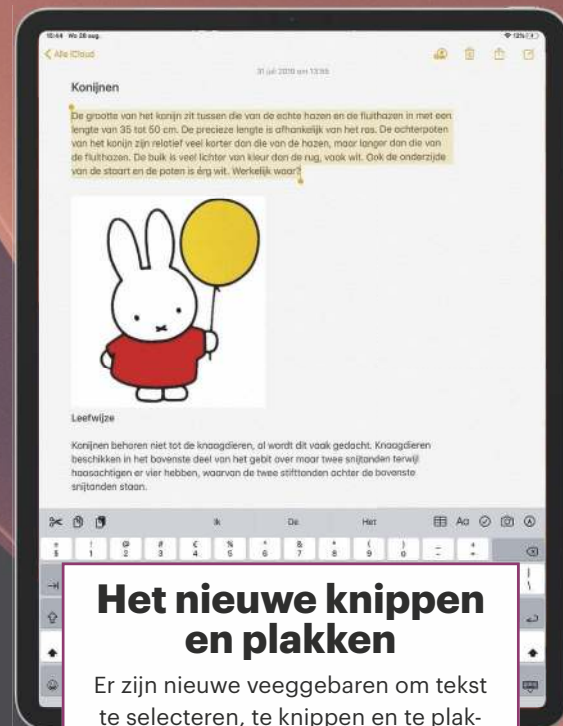 10:44 Wo 28 aug.
12%
Alle iCloud
31 juli 2019 om 13:55
Konijnen
De grootte van het konijn zit tussen die van de echte hazen en de fluithazen in met een
lengte van 35 tot 50 cm. De precieze lengte is afhankelijk van het ras. De achterpoten
van het konijn zijn relatief veel korter dan die van de hazen, maar langer dan die van
de fluithazen. De buik is veel lichter van kleur dan de rug, vaak wit. Ook de onderzijde
van de staart en de poten is érg wit. Werkelijk waar?
Leefwijze
Konijnen behoren niet tot de knaagdieren, al wordt dit vaak gedacht. Knaagdieren
beschikken in het bovenste deel van het gebit over maar twee snijtanden terwijl
haasachtigen er vier hebben, waarvan de twee stifttanden achter de bovenste
snijtanden staan.
Ik De Het Aa
! @ # € % ^ & * ( ) _ +
§ 1 2 3 4 5 6 7 8 9 0 - =
| \
Het nieuwe knippen
en plakken
Er zijn nieuwe veeggebaren om tekst
te selecteren, te knippen en te plak-